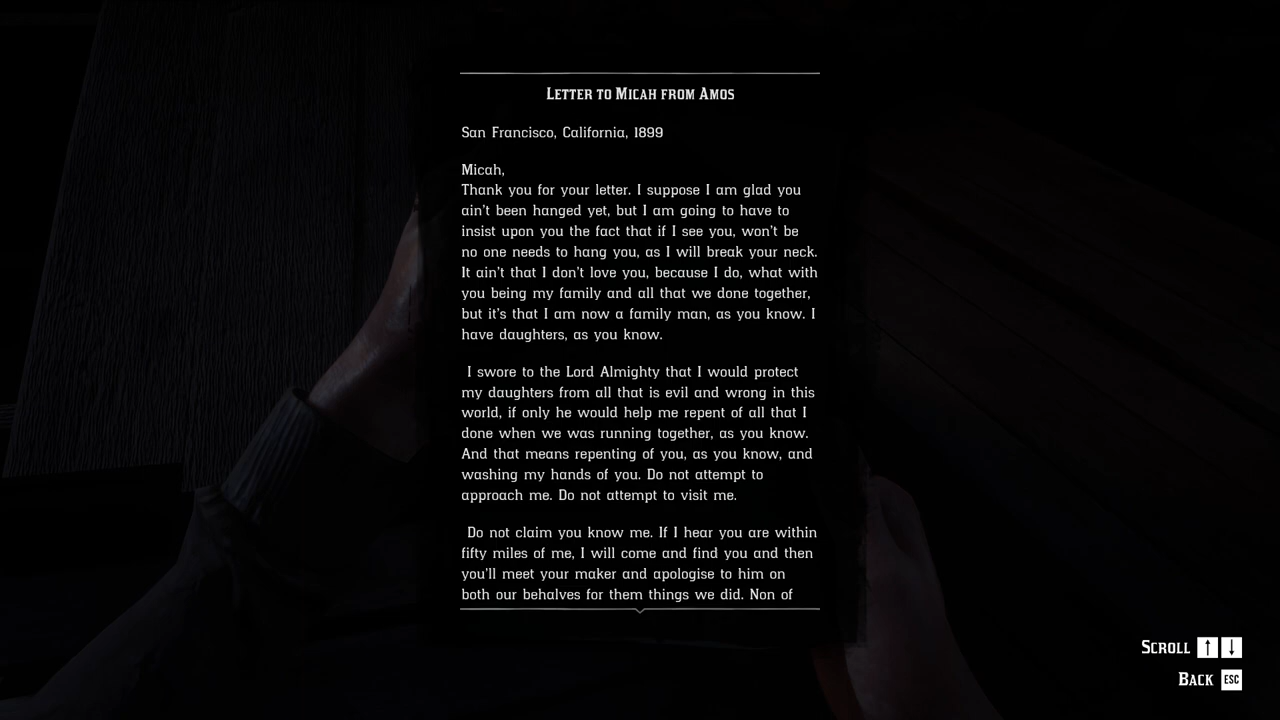 Letter to Micah from Amos
San Francisco, California, 1899
Micah,
Thank you for your letter. I suppose I am glad you
ain't been hanged yet, but I am going to have to
insist upon you the fact that if I see you, won't be
no one needs to hang you, as I will break your neck.
It ain't that I don't love you, because I do, what with
you being my family and all that we done together,
but it's that I am now a family man, as you know. I
have daughters, as you know.
I swore to the Lord Almighty that I would protect
my daughters from all that is evil and wrong in this
world, if only he would help me repent of all that I
done when we was running together, as you know.
And that means repenting of you, as you know, and
washing my hands of you. Do not attempt to
approach me. Do not attempt to visit me.
Do not claim you know me. If I hear you are within
fifty miles of me, I will come and find you and then
you'll meet your maker and apologise to him on
both our behalves for them things we did. Non of
Scroll ↑ ↓
Back ESC